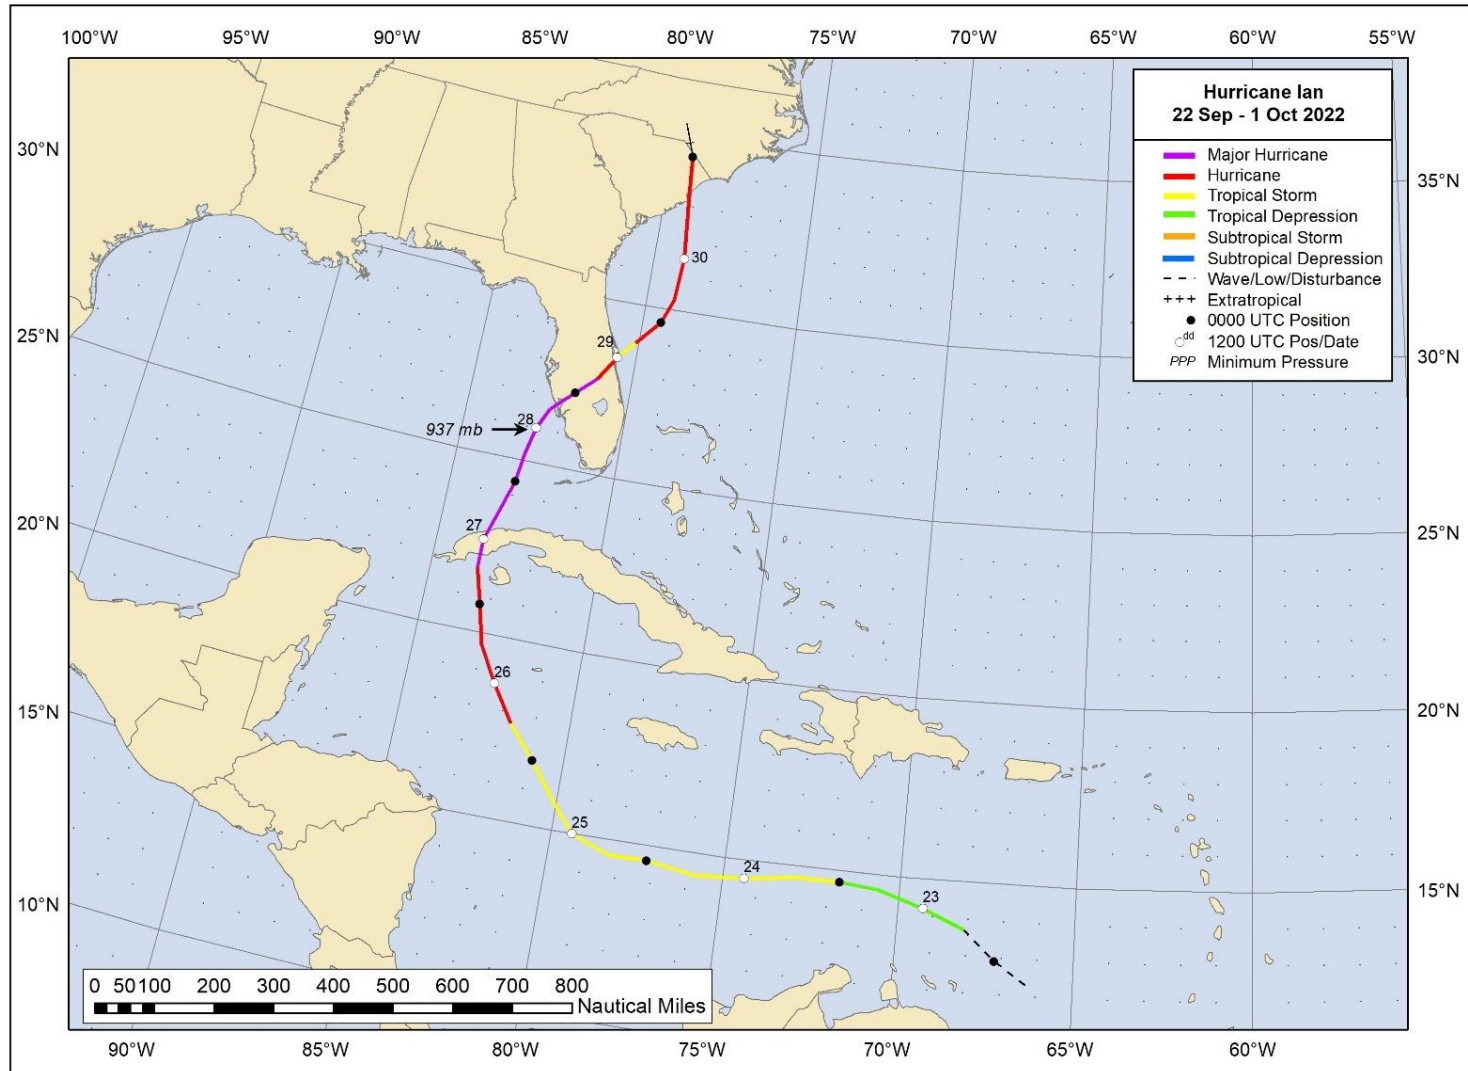 100°W 95°W 90°W 85°W 80°W 75°W 70°W 65°W 60°W 55°W
Hurricane Ian
22 Sep - 1 Oct 2022
Major Hurricane
Hurricane
Tropical Storm
Tropical Depression
Subtropical Storm
Subtropical Depression
Wave/Low/Disturbance
+++ Extratropical
0000 UTC Position
dd 1200 UTC Pos/Date
PPP Minimum Pressure
30°N
35°N
30
25°N
29
30°N
28
937 mb
20°N
27
25°N
26
15°N
20°N
25
24
23
10°N
15°N
0 50 100 200 300 400 500 600 700 800
Nautical Miles
90°W 85°W 80°W 75°W 70°W 65°W 60°W